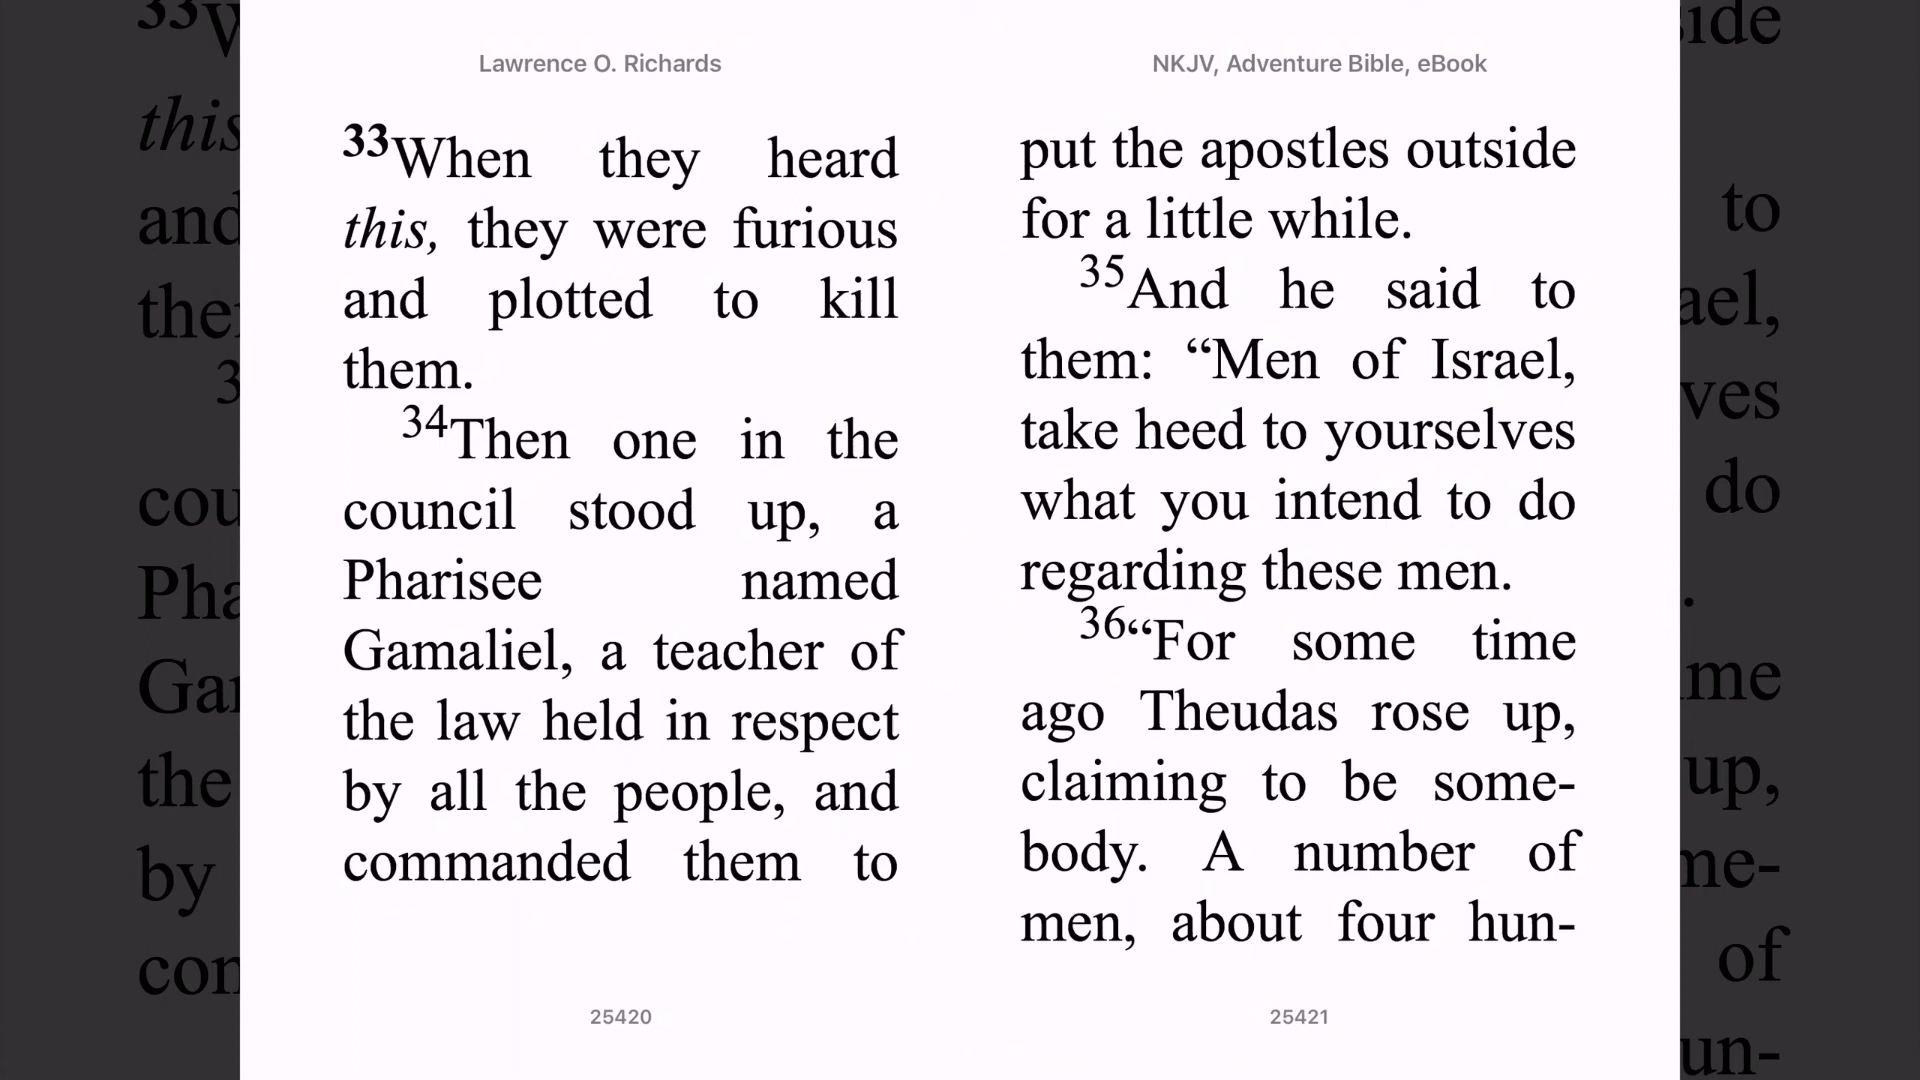 Lawrence O. Richards
33When they heard
this, they were furious
and plotted to kill
them.
34Then one in the
council stood up, a
Pharisee named
Gamaliel, a teacher of
the law held in respect
by all the people, and
commanded them to
25420
NKJV, Adventure Bible, eBook
put the apostles outside
for a little while.
35And he said to
them: “Men of Israel,
take heed to yourselves
what you intend to do
regarding these men.
36“For some time
ago Theudas rose up,
claiming to be some-
body. A number of
men, about four hun-
25421